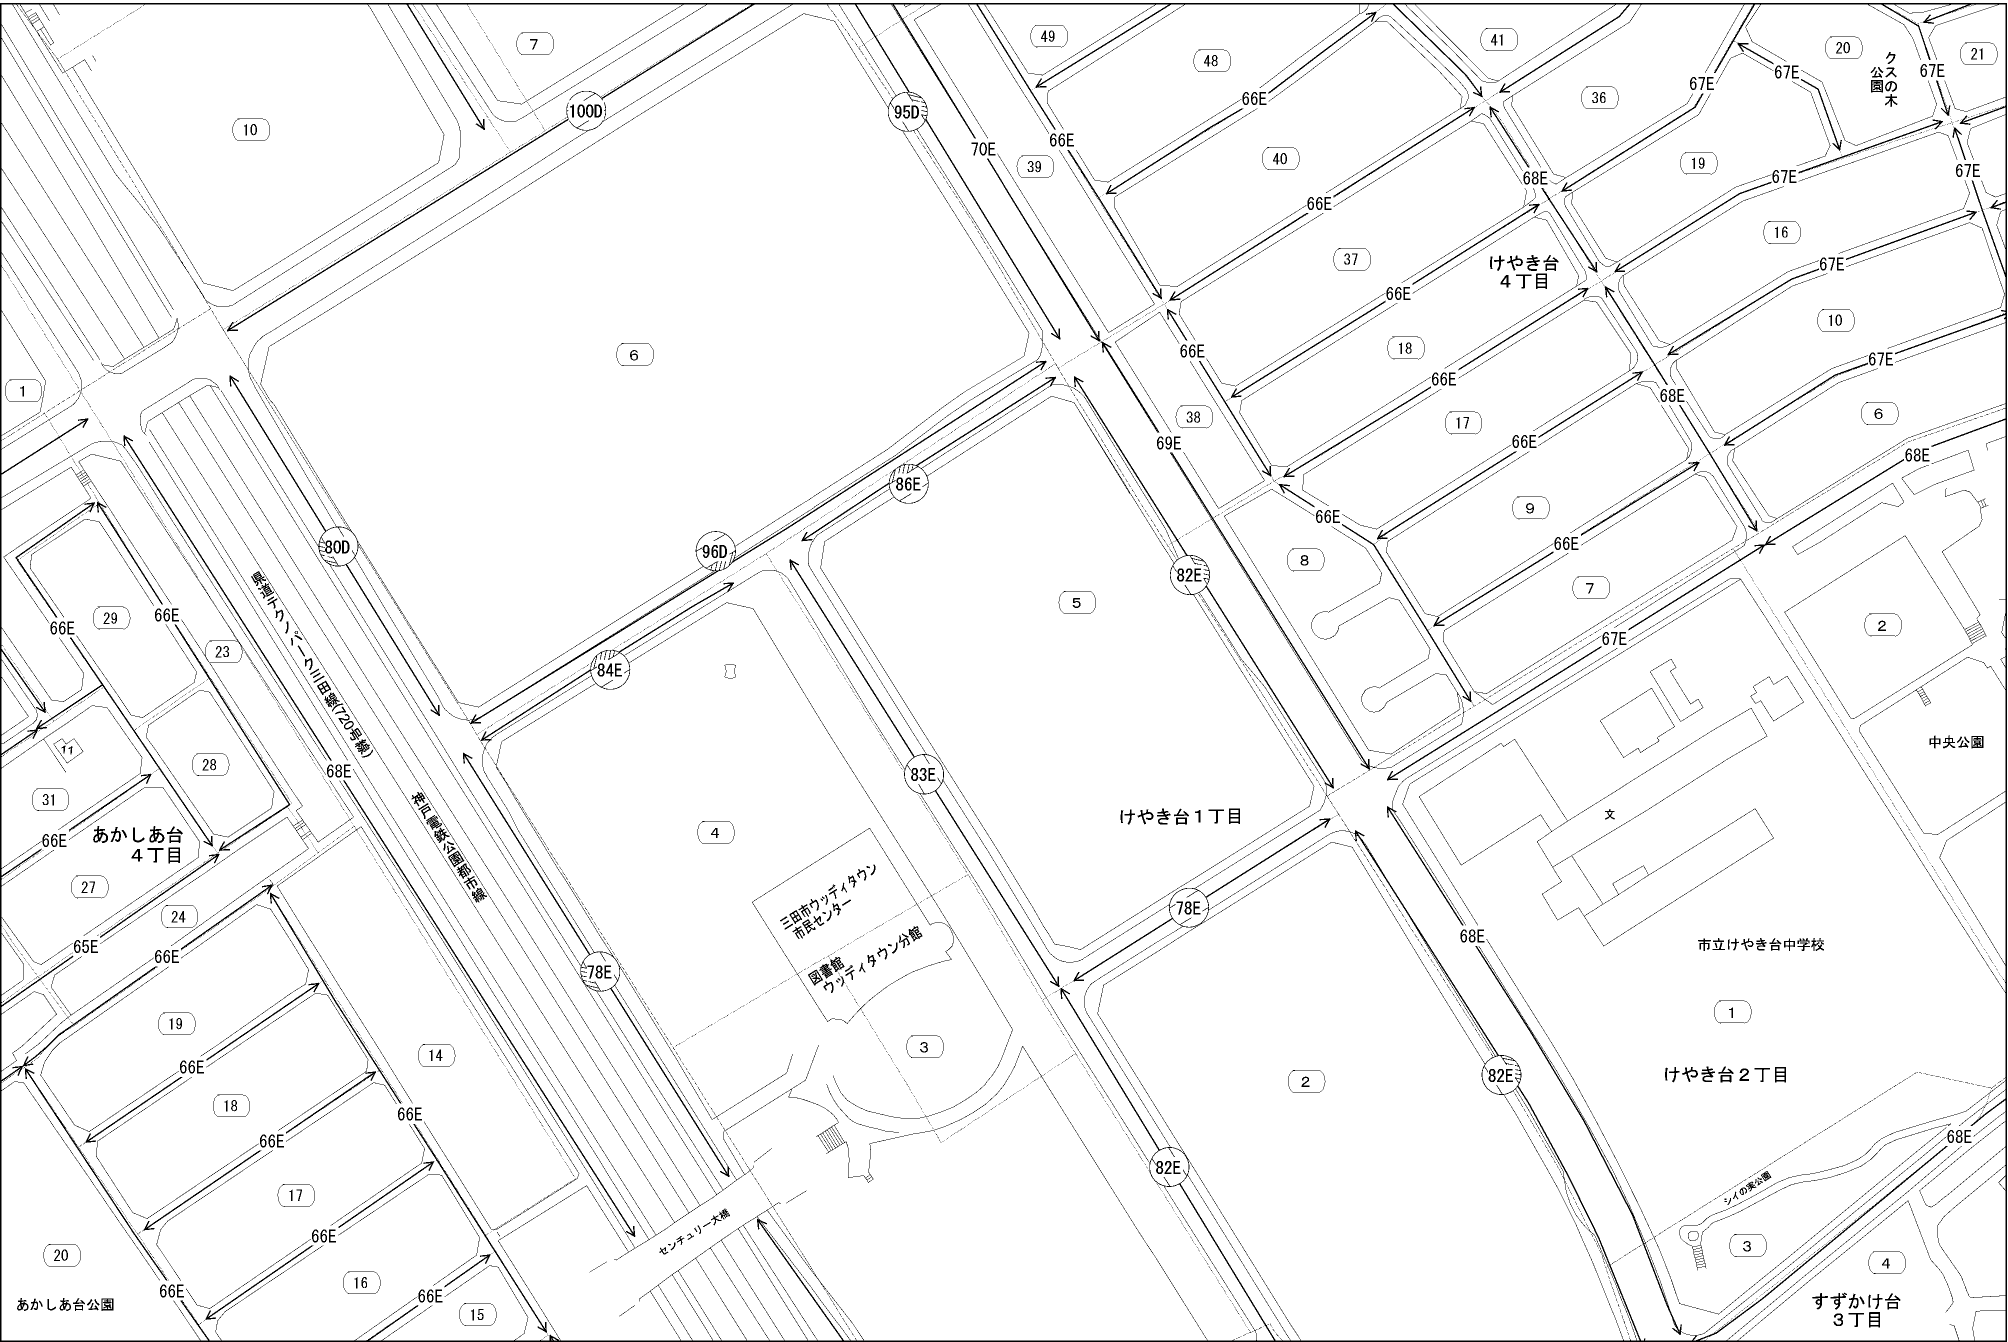 49
48
41
20
クスの木
公園
21
7
10
100D
95D
70E
39
66E
66E
40
67E
67E
67E
36
19
67E
66E
68E
67E
16
37
けやき台
4丁目
66E
67E
10
6
66E
18
66E
67E
1
38
69E
17
68E
6
66E
68E
86E
66E
9
80D
96D
66E
8
82E
7
66E
5
29
66E
66E
23
県道テクノパーク三田線(720号線)
84E
67E
2
中央公園
11
28
68E
31
あかしあ台
4丁目
66E
27
神戸電鉄公園都市線
83E
4
けやき台1丁目
文
三田市ウッディタウン
市民センター
図書館
ウッディタウン分館
24
65E
66E
78E
68E
市立けやき台中学校
78E
19
1
3
14
66E
82E
2
けやき台2丁目
18
66E
66E
68E
82E
17
シイの実公園
センチュリー大橋
66E
20
3
4
16
66E
66E
15
あかしあ台公園
すずかけ台
3丁目